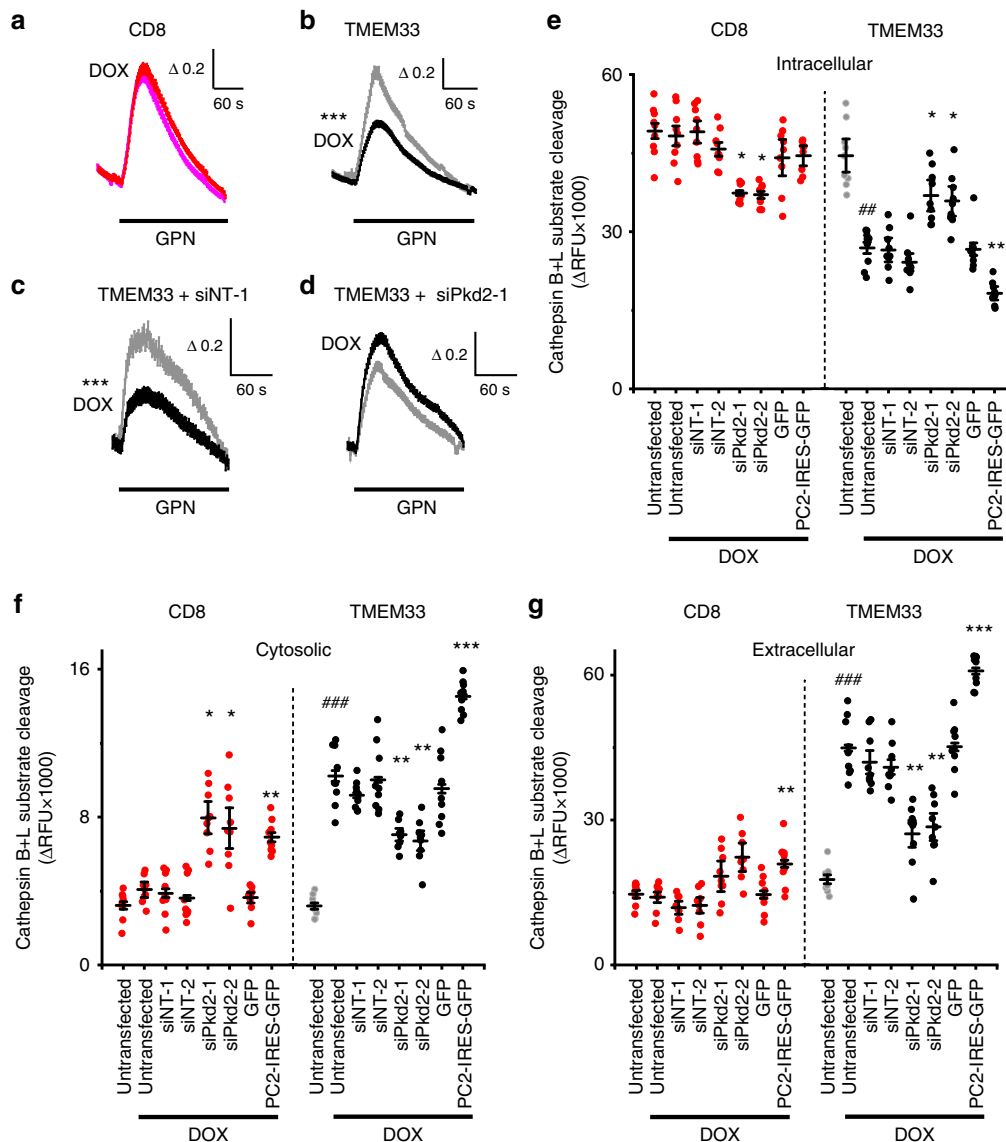 a
CD8
DOX
Δ 0.2
60 s
GPN
b
TMEM33
Δ 0.2
60 s
***
DOX
GPN
c
TMEM33 + siNT-1
Δ 0.2
60 s
***
DOX
GPN
d
TMEM33 + siPkd2-1
DOX
Δ 0.2
60 s
GPN
e
CD8
TMEM33
Intracellular
Cathepsin B+L substrate cleavage
(ΔRFU×1000)
60
30
0
* *
##
* *
**
Untransfected
Untransfected
siNT-1
siNT-2
siPkd2-1
siPkd2-2
GFP
PC2-IRES-GFP
DOX
Untransfected
Untransfected
siNT-1
siNT-2
siPkd2-1
siPkd2-2
GFP
PC2-IRES-GFP
DOX
f
CD8
TMEM33
Cytosolic
Cathepsin B+L substrate cleavage
(ΔRFU×1000)
16
8
0
* *
**
###
** **
***
Untransfected
Untransfected
siNT-1
siNT-2
siPkd2-1
siPkd2-2
GFP
PC2-IRES-GFP
DOX
Untransfected
Untransfected
siNT-1
siNT-2
siPkd2-1
siPkd2-2
GFP
PC2-IRES-GFP
DOX
g
CD8
TMEM33
Extracellular
Cathepsin B+L substrate cleavage
(ΔRFU×1000)
60
30
0
**
###
** **
***
Untransfected
Untransfected
siNT-1
siNT-2
siPkd2-1
siPkd2-2
GFP
PC2-IRES-GFP
DOX
Untransfected
Untransfected
siNT-1
siNT-2
siPkd2-1
siPkd2-2
GFP
PC2-IRES-GFP
DOX